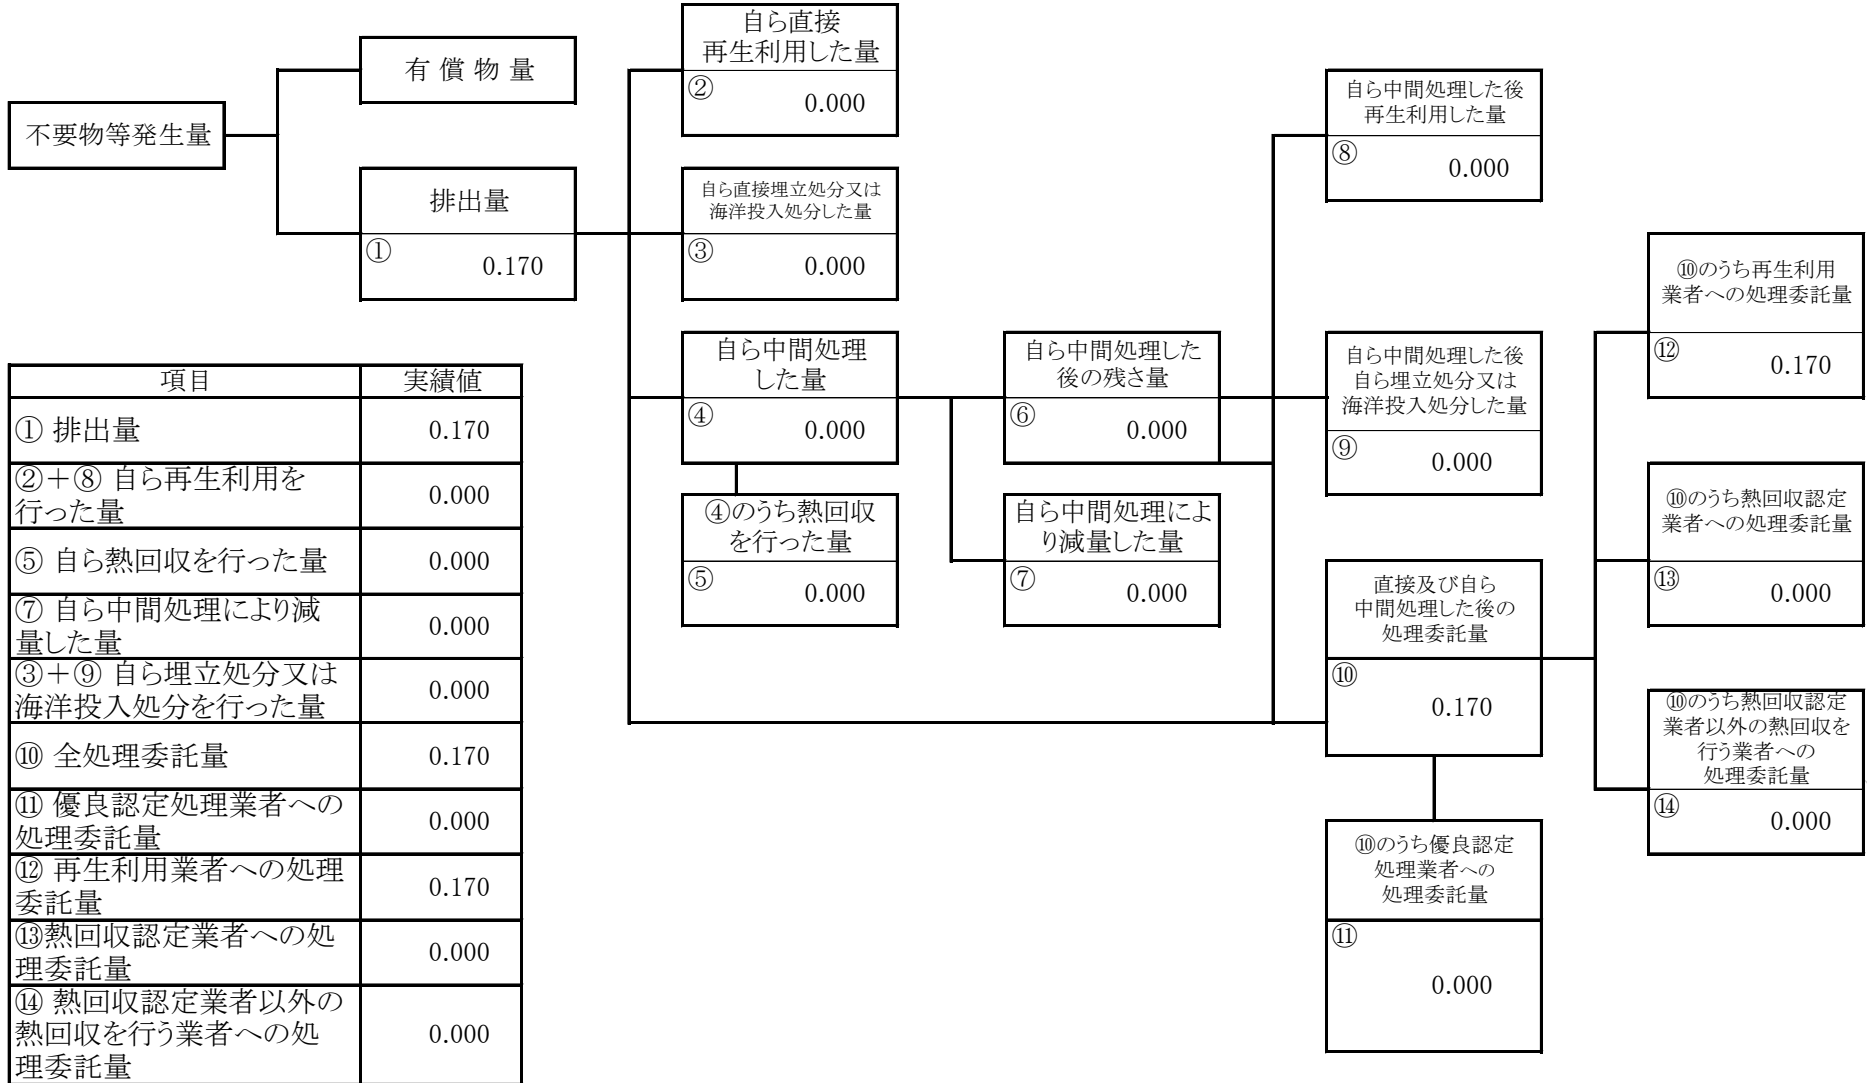 不要物等発生量
有 償 物 量
排出量
①
0.170
自ら直接
再生利用した量
②
0.000
自ら直接埋立処分又は
海洋投入処分した量
③
0.000
自ら中間処理
した量
④
0.000
④のうち熱回収
を行った量
⑤
0.000
自ら中間処理した
後の残さ量
⑥
0.000
自ら中間処理によ
り減量した量
⑦
0.000
自ら中間処理した後
再生利用した量
⑧
0.000
自ら中間処理した後
自ら埋立処分又は
海洋投入処分した量
⑨
0.000
直接及び自ら
中間処理した後の
処理委託量
⑩
0.170
⑩のうち優良認定
処理業者への
処理委託量
⑪
0.000
⑩のうち再生利用
業者への処理委託量
⑫
0.170
⑩のうち熱回収認定
業者への処理委託量
⑬
0.000
⑩のうち熱回収認定
業者以外の熱回収を
行う業者への
処理委託量
⑭
0.000
項目 実績値
① 排出量 0.170
②＋⑧ 自ら再生利用を
行った量 0.000
⑤ 自ら熱回収を行った量 0.000
⑦ 自ら中間処理により減
量した量 0.000
③＋⑨ 自ら埋立処分又は
海洋投入処分を行った量 0.000
⑩ 全処理委託量 0.170
⑪ 優良認定処理業者への
処理委託量 0.000
⑫ 再生利用業者への処理
委託量 0.170
⑬熱回収認定業者への処
理委託量 0.000
⑭ 熱回収認定業者以外の
熱回収を行う業者への処
理委託量 0.000